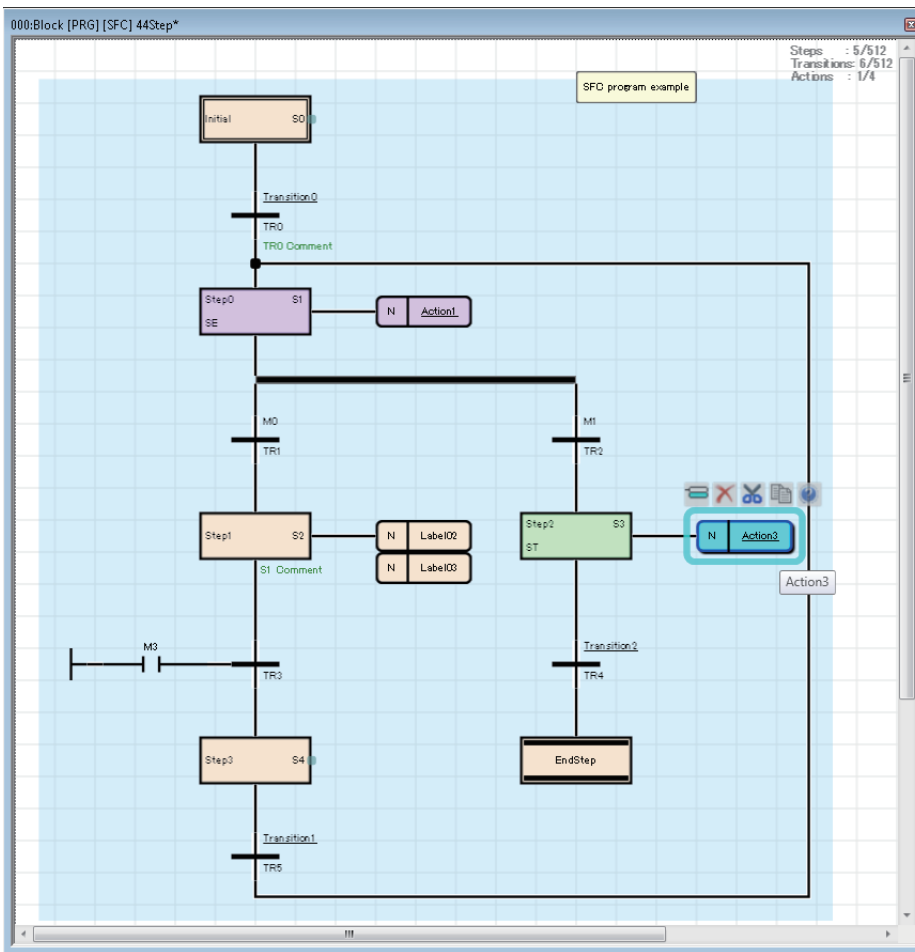 000:Block [PRG] [SFC] 44Step*
Steps : 5/512
Transitions: 6/512
Actions : 1/4
SFC program example
Initial S0
Transition0
TR0
TR0 Comment
Step0 S1
SE
N Action1
M0
TR1
M1
TR2
Step1 S2
N Label02
N Label03
S1 Comment
Step2 S3
ST
N Action3
Action3
M3
TR3
Transition2
TR4
Step3 S4
EndStep
Transition1
TR5